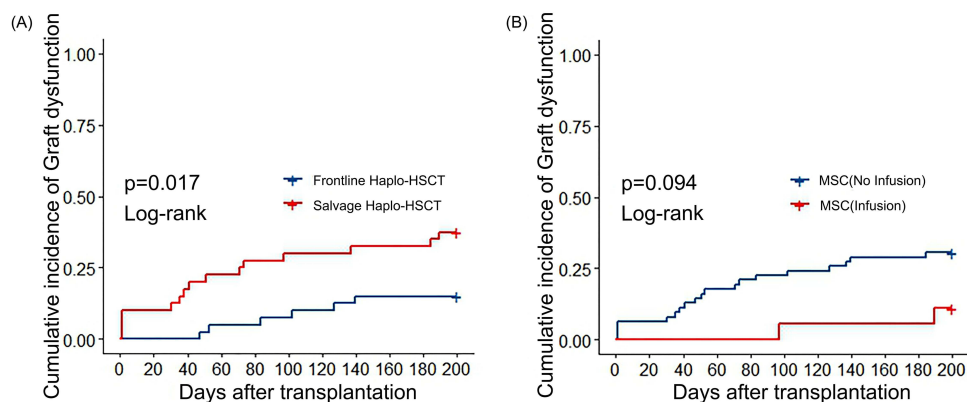 (A)
Cumulative incidence of Graft dysfunction
1.00
0.75
0.50
0.25
0.00
p=0.017
Log-rank
Frontline Haplo-HSCT
Salvage Haplo-HSCT
0 20 40 60 80 100 120 140 160 180 200
Days after transplantation
(B)
Cumulative incidence of Graft dysfunction
1.00
0.75
0.50
0.25
0.00
p=0.094
Log-rank
MSC(No Infusion)
MSC(Infusion)
0 20 40 60 80 100 120 140 160 180 200
Days after transplantation